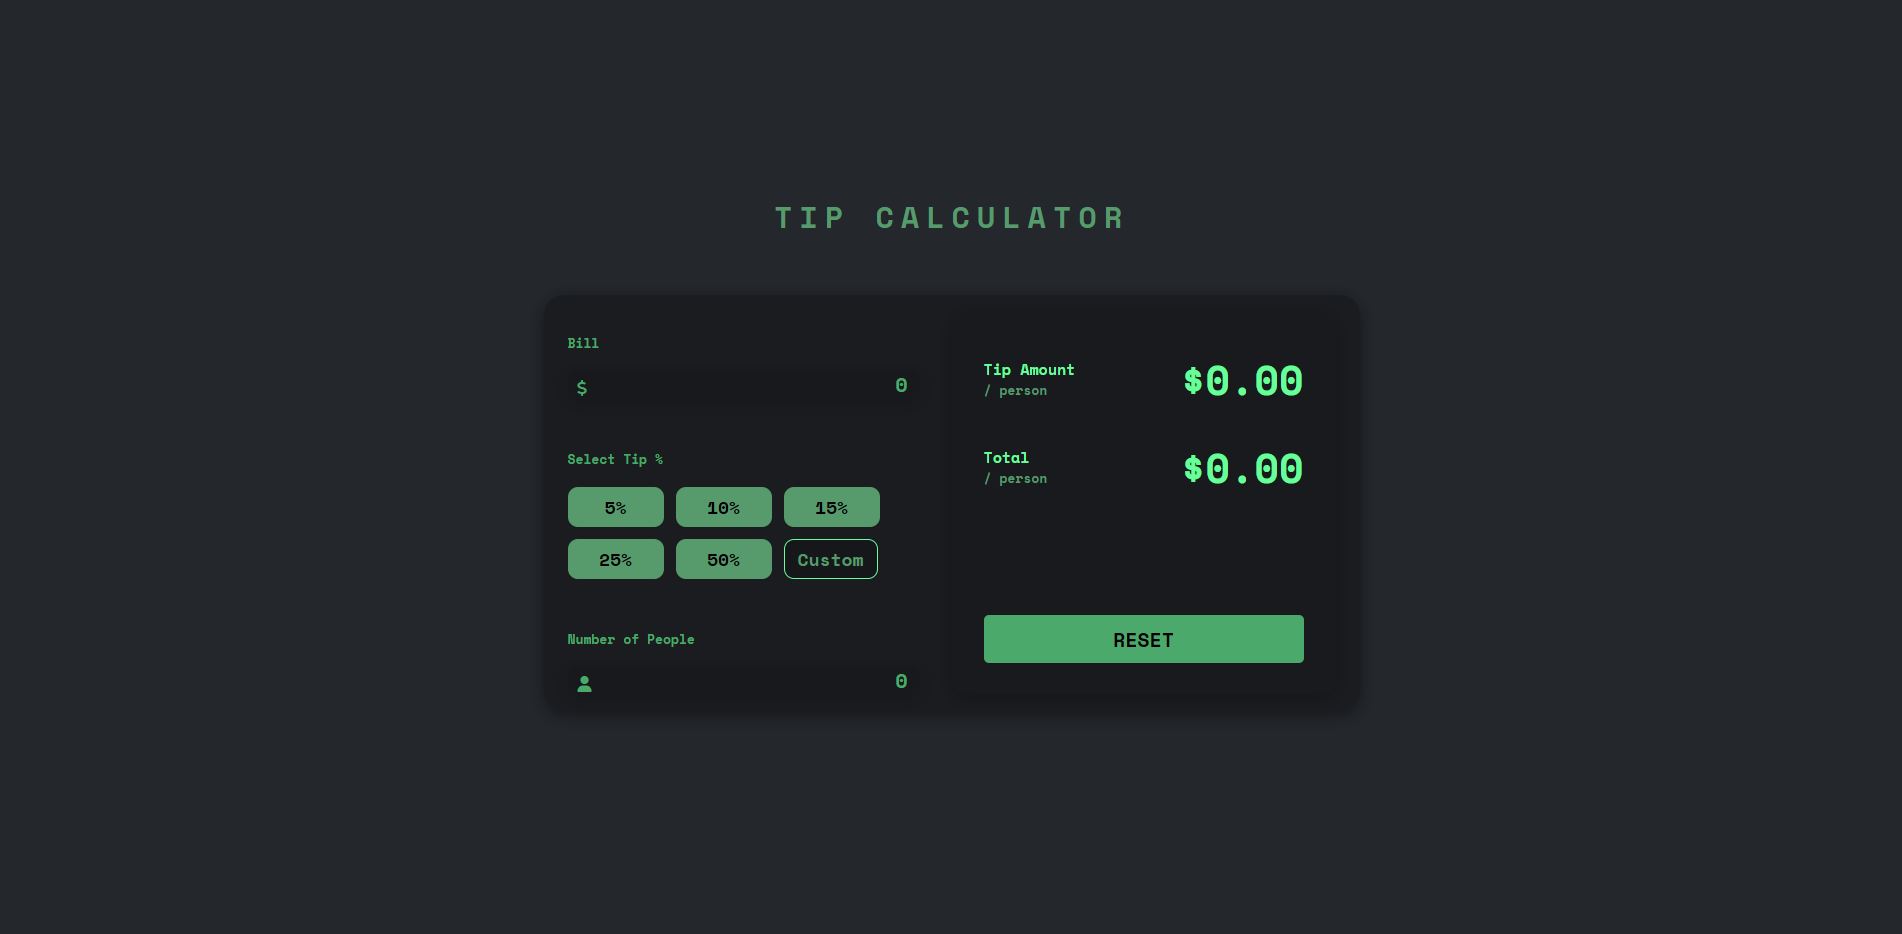 TIP CALCULATOR
Bill
$ 0
Select Tip %
5% 10% 15%
25% 50% Custom
Number of People
0
Tip Amount
/ person
$0.00
Total
/ person
$0.00
RESET